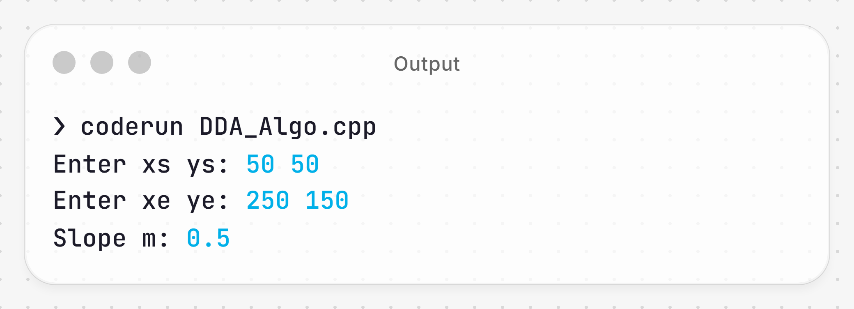 Output
❯ coderun DDA_Algo.cpp
Enter xs ys: 50 50
Enter xe ye: 250 150
Slope m: 0.5